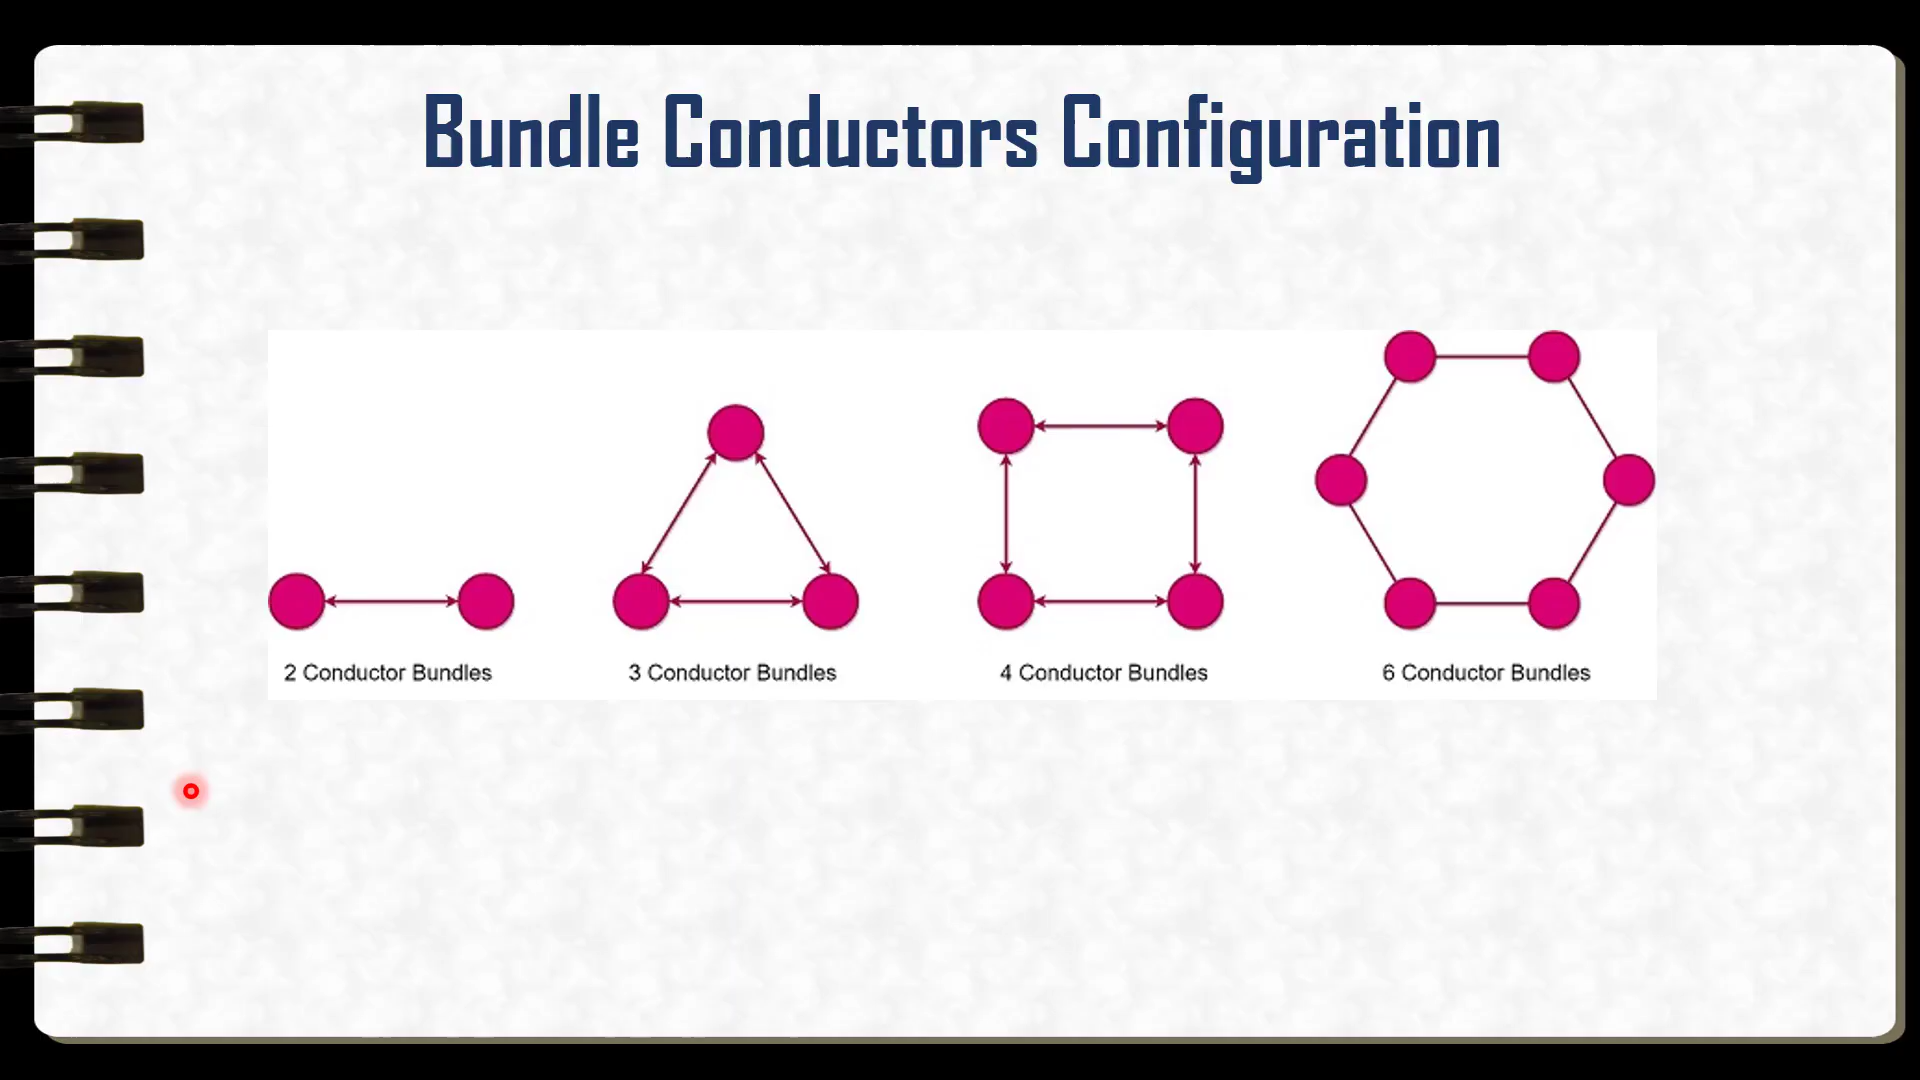 Bundle Conductors Configuration
2 Conductor Bundles
3 Conductor Bundles
4 Conductor Bundles
6 Conductor Bundles